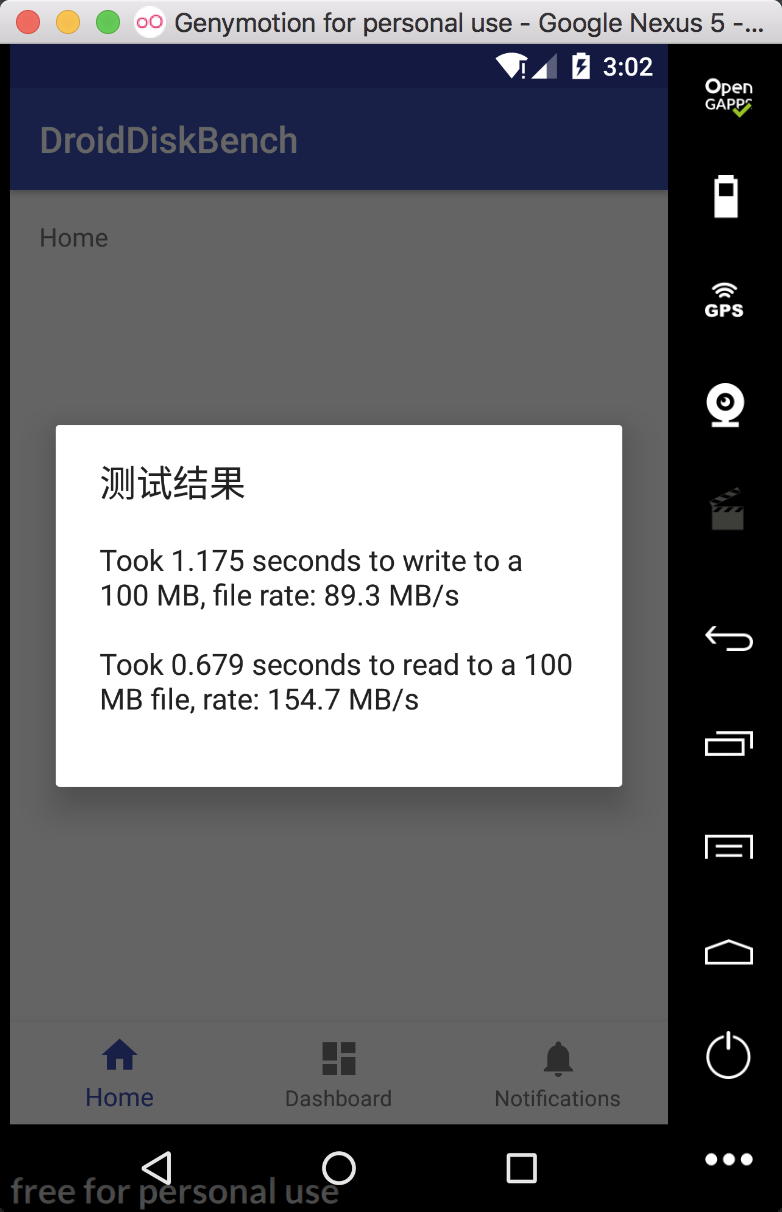 Genymotion for personal use - Google Nexus 5 -...
3:02
Open
GAPPS
DroidDiskBench
Home
GPS
测试结果
Took 1.175 seconds to write to a
100 MB, file rate: 89.3 MB/s
Took 0.679 seconds to read to a 100
MB file, rate: 154.7 MB/s
Home
Dashboard
Notifications
free for personal use